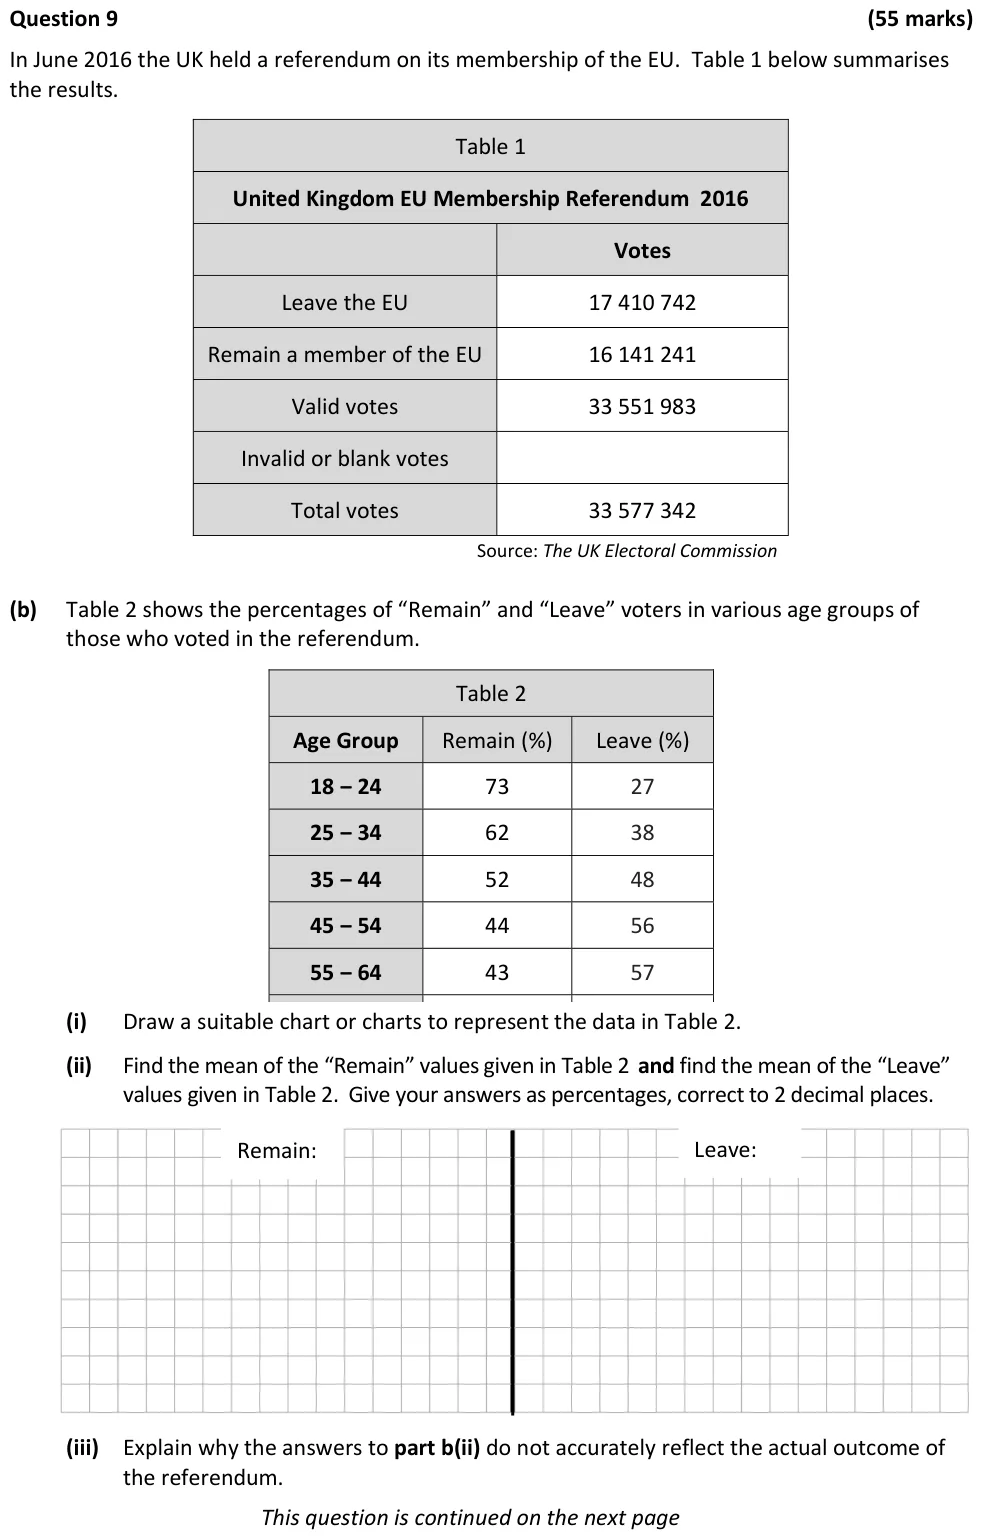 Question 9 (55 marks)
In June 2016 the UK held a referendum on its membership of the EU. Table 1 below summarises
the results.
Table 1
United Kingdom EU Membership Referendum 2016
Votes
Leave the EU 17 410 742
Remain a member of the EU 16 141 241
Valid votes 33 551 983
Invalid or blank votes
Total votes 33 577 342
Source: The UK Electoral Commission
(b) Table 2 shows the percentages of “Remain” and “Leave” voters in various age groups of
those who voted in the referendum.
Table 2
Age Group Remain (%) Leave (%)
18 – 24 73 27
25 – 34 62 38
35 – 44 52 48
45 – 54 44 56
55 – 64 43 57
(i) Draw a suitable chart or charts to represent the data in Table 2.
(ii) Find the mean of the “Remain” values given in Table 2 and find the mean of the “Leave”
values given in Table 2. Give your answers as percentages, correct to 2 decimal places.
Remain: Leave:
(iii) Explain why the answers to part b(ii) do not accurately reflect the actual outcome of
the referendum.
This question is continued on the next page